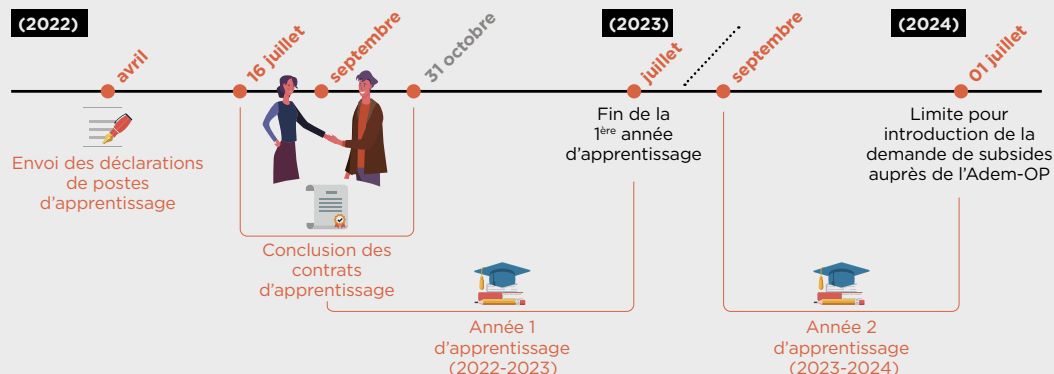 (2022)
(2023)
(2024)
avril
16 juillet
septembre
31 octobre
juillet
septembre
01 juillet
Envoi des déclarations
de postes
d'apprentissage
Conclusion des
contrats
d'apprentissage
Fin de la
1ère année
d'apprentissage
Limite pour
introduction de la
demande de subsides
auprès de l'Adem-OP
Année 1
d'apprentissage
(2022-2023)
Année 2
d'apprentissage
(2023-2024)